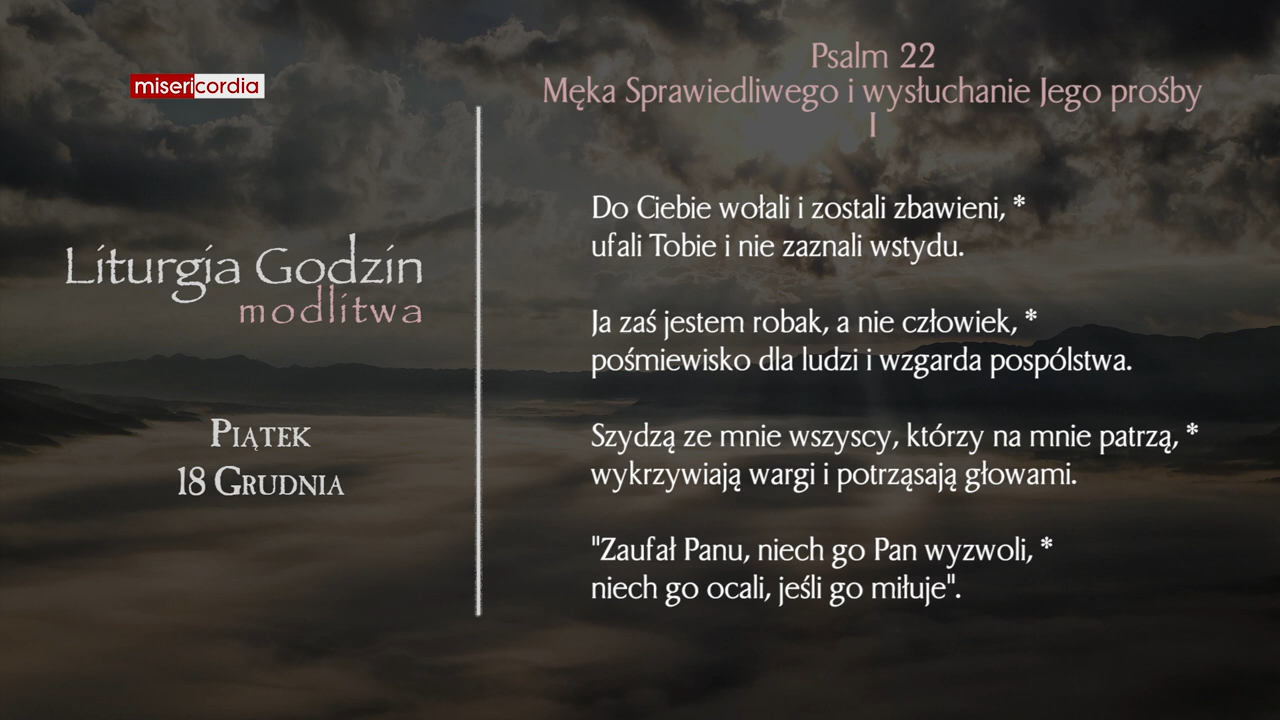 misericordia
Liturgia Godzin
modlitwa
Piątek
18 Grudnia
Psalm 22
Męka Sprawiedliwego i wysłuchanie Jego prośby
I
Do Ciebie wołali i zostali zbawieni, *
ufali Tobie i nie zaznali wstydu.
Ja zaś jestem robak, a nie człowiek, *
pośmiewisko dla ludzi i wzgarda pospólstwa.
Szydzą ze mnie wszyscy, którzy na mnie patrzą, *
wykrzywiają wargi i potrząsają głowami.
"Zaufał Panu, niech go Pan wyzwoli, *
niech go ocali, jeśli go miłuje".